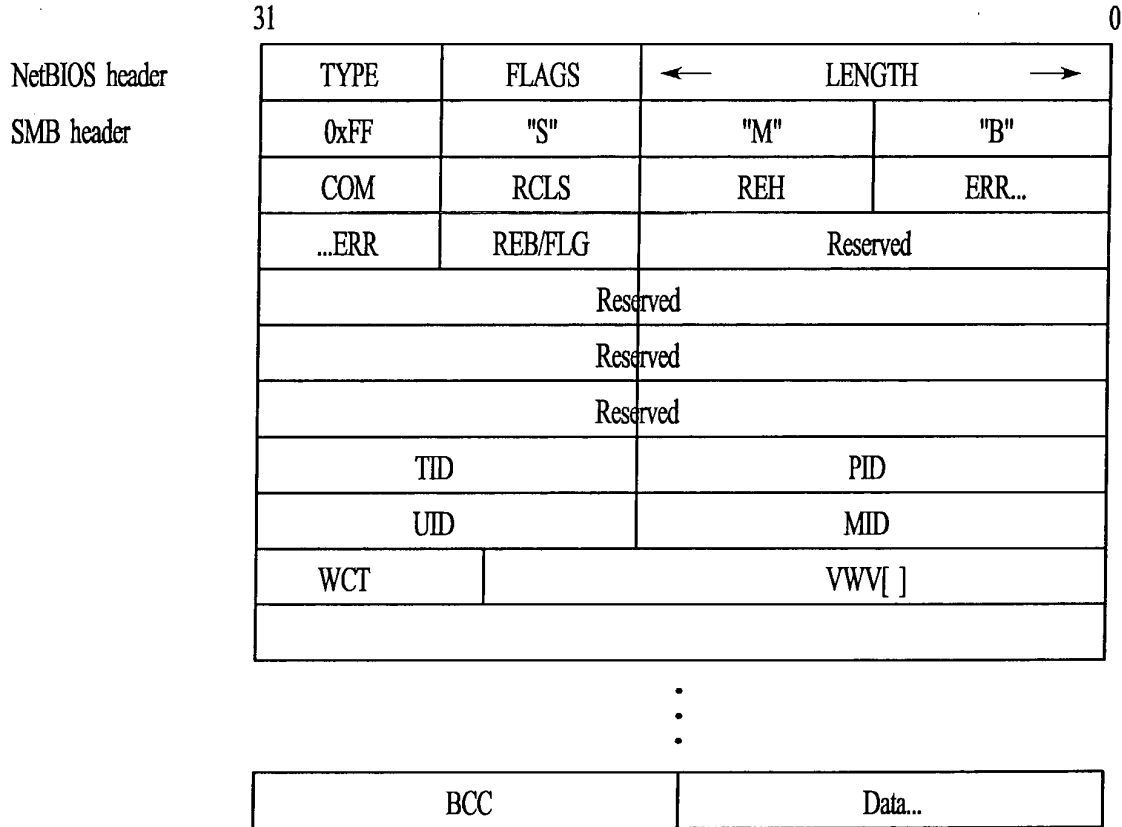 31 0
NetBIOS header TYPE FLAGS ← LENGTH →
SMB header 0xFF "S" "M" "B"
COM RCLS REH ERR...
...ERR REB/FLG Reserved
Reserved
Reserved
Reserved
TID PID
UID MID
WCT VWV[ ]
BCC Data...